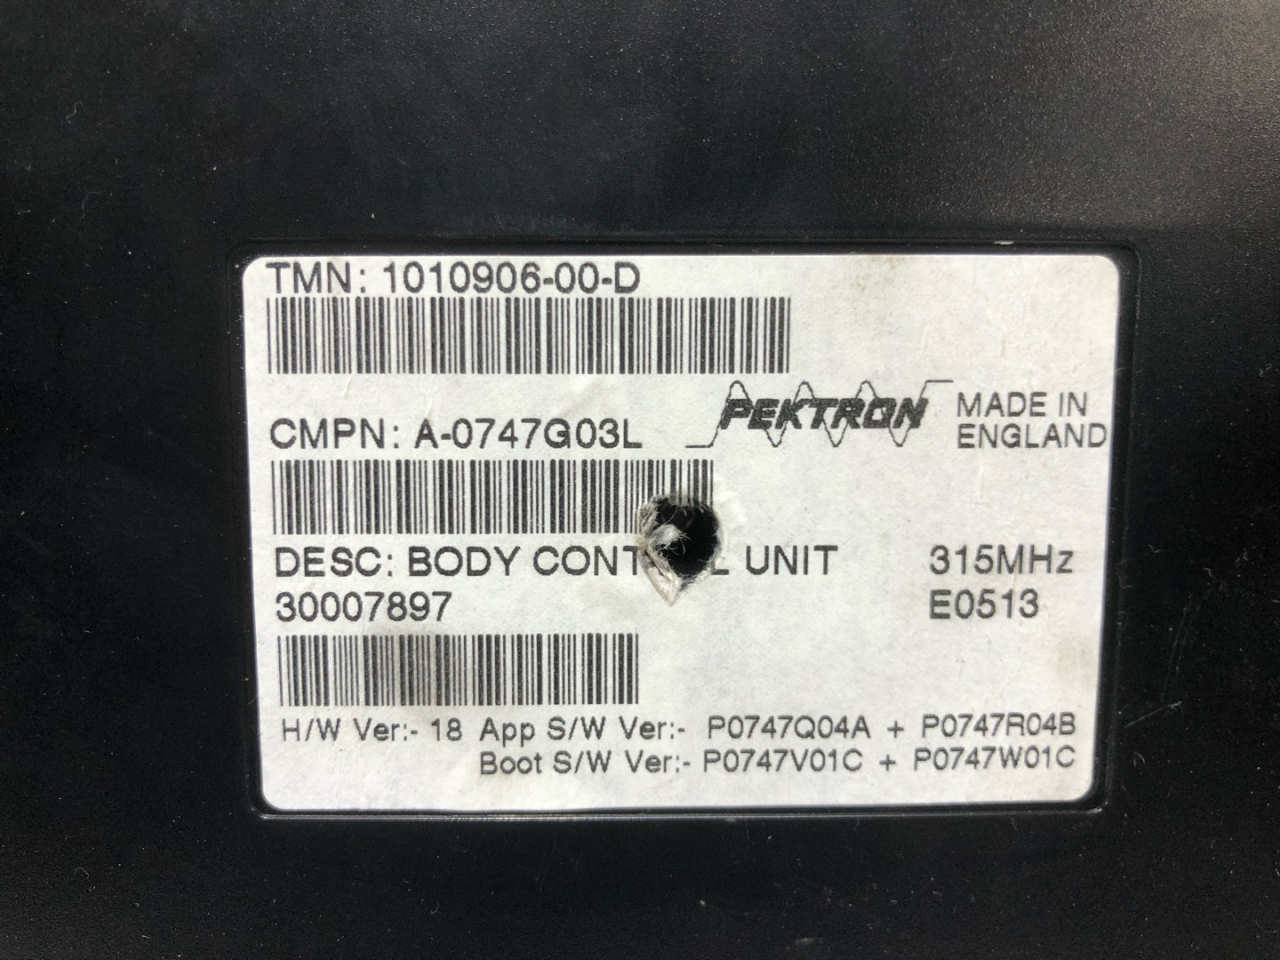 TMN: 1010906-00-D
CMPN: A-0747G03L
PEKTRON
MADE IN
ENGLAND
DESC: BODY UNIT 315MHz
30007897 E0513
H/W Ver:- 18 App S/W Ver:- P0747Q04A + P0747R04B
Boot S/W Ver:- P0747V01C + P0747W01C